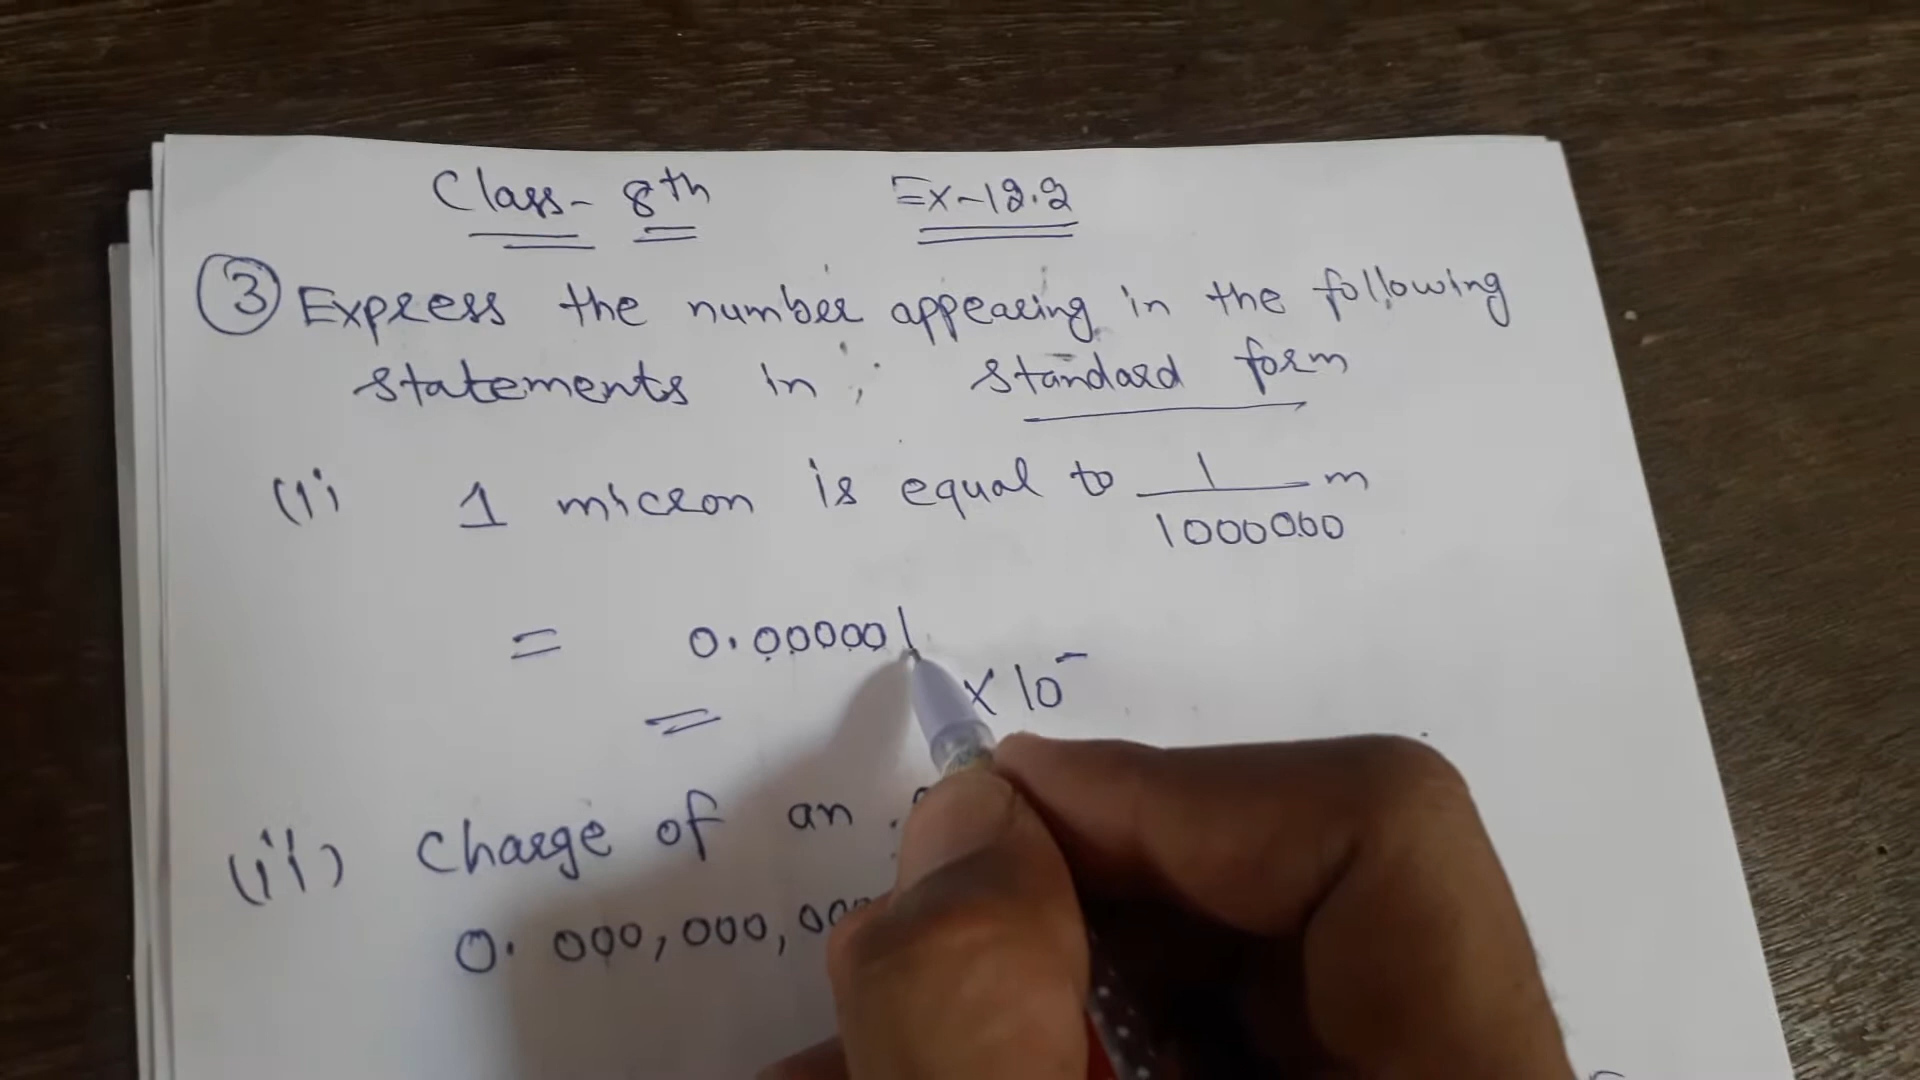 Class- 8th Ex-12.2
③ Express the number appearing in the following
statements in standard form
(i) 1 micron is equal to 1/1000000 m
= 0.000001
= × 10⁻
(ii) Charge of an
0. 000,000,00